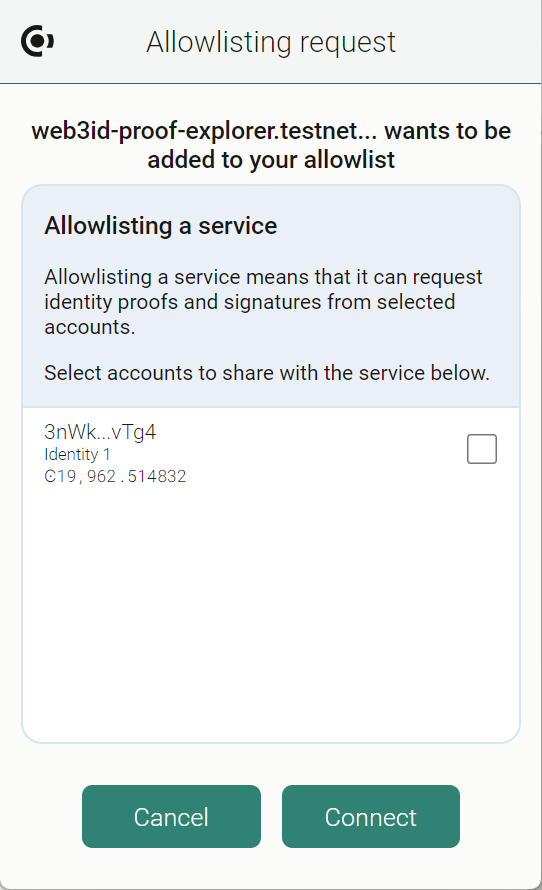 Allowlisting request
web3id-proof-explorer.testnet... wants to be
added to your allowlist
Allowlisting a service
Allowlisting a service means that it can request
identity proofs and signatures from selected
accounts.
Select accounts to share with the service below.
3nWk...vTg4
Identity 1
Ͼ19,962.514832
Cancel
Connect